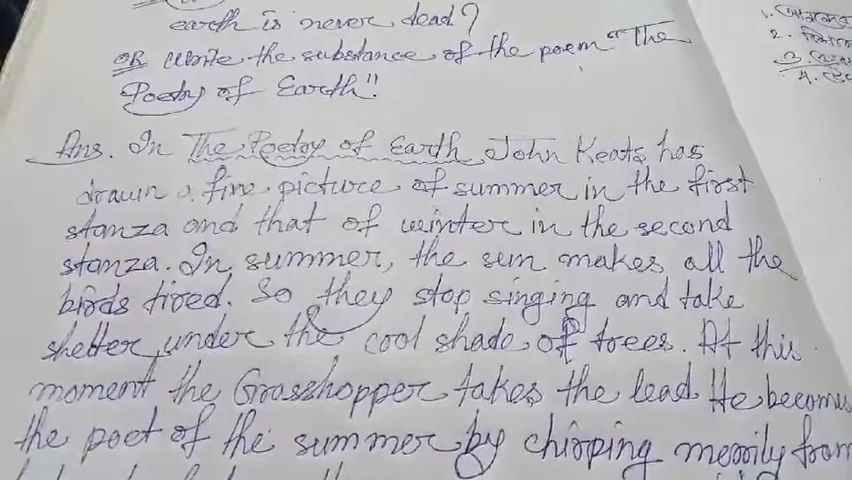 earth is never dead?
OR Write the substance of the poem "The
Poetry of Earth".
Ans. In The Poetry of Earth John Keats has
drawn a fine picture of summer in the first
stanza and that of winter in the second
stanza. In summer, the sun makes all the
birds tired. So they stop singing and take
shelter under the cool shade of trees. At this
moment the Grasshopper takes the lead. He becomes
the poet of the summer by chirping merrily from
1.
2.
3.
4.